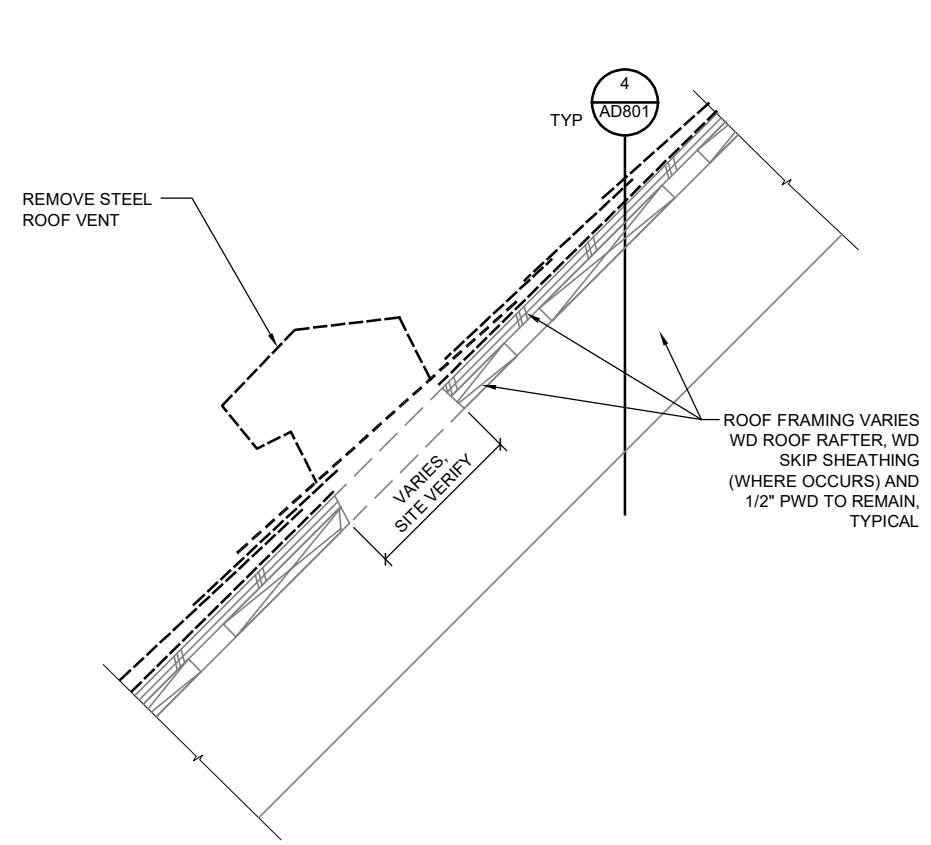 4
AD801
TYP
REMOVE STEEL
ROOF VENT
VARIES,
SITE VERIFY
ROOF FRAMING VARIES
WD ROOF RAFTER, WD
SKIP SHEATHING
(WHERE OCCURS) AND
1/2" PWD TO REMAIN,
TYPICAL